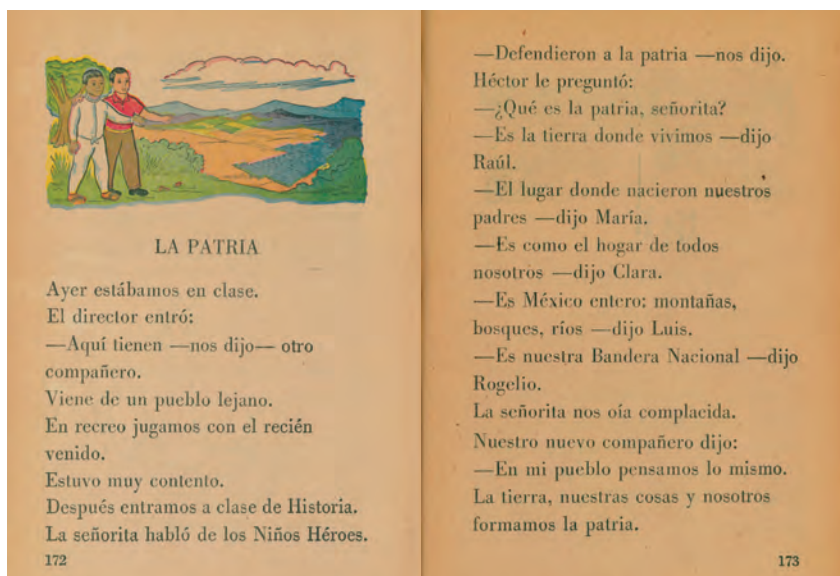 LA PATRIA
Ayer estábamos en clase.
El director entró:
—Aquí tienen —nos dijo— otro
compañero.
Viene de un pueblo lejano.
En recreo jugamos con el recién
venido.
Estuvo muy contento.
Después entramos a clase de Historia.
La señorita habló de los Niños Héroes.
172
—Defendieron a la patria —nos dijo.
Héctor le preguntó:
—¿Qué es la patria, señorita?
—Es la tierra donde vivimos —dijo
Raúl.
—El lugar donde nacieron nuestros
padres —dijo María.
—Es como el hogar de todos
nosotros —dijo Clara.
—Es México entero: montañas,
bosques, ríos —dijo Luis.
—Es nuestra Bandera Nacional —dijo
Rogelio.
La señorita nos oía complacida.
Nuestro nuevo compañero dijo:
—En mi pueblo pensamos lo mismo.
La tierra, nuestras cosas y nosotros
formamos la patria.
173